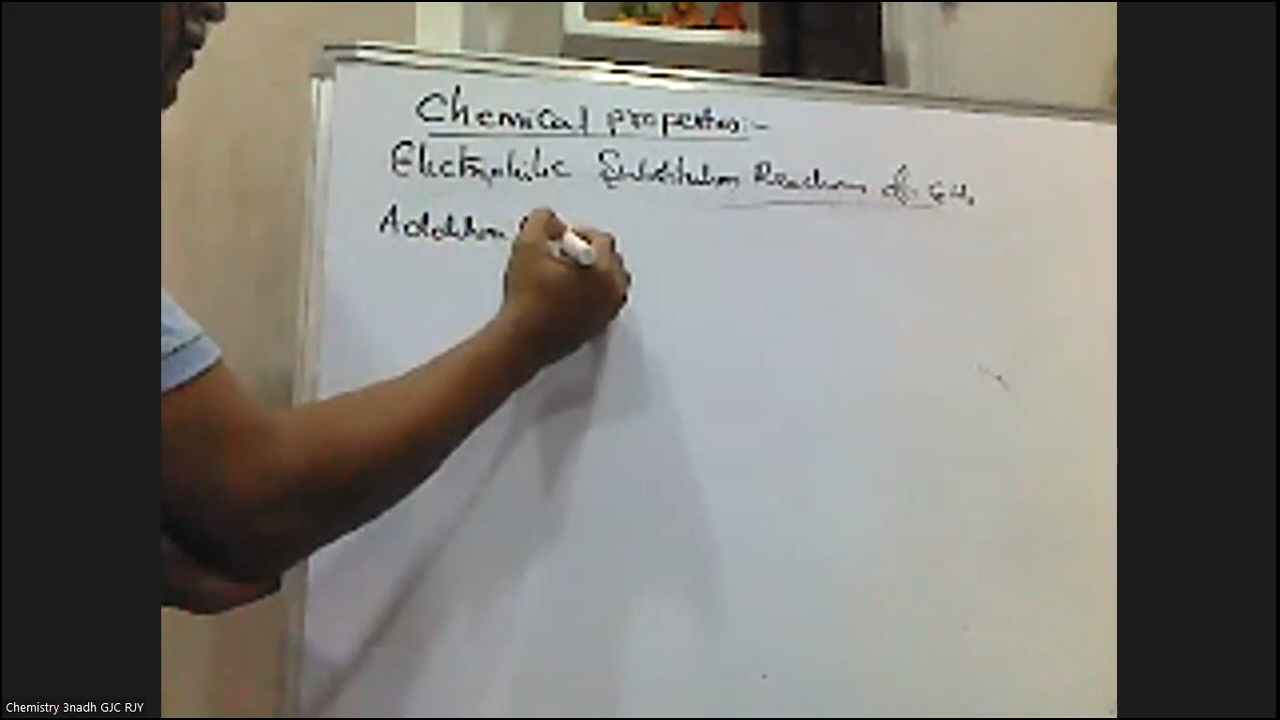 Chemical properties:-
Electrophilic Substitution Reactions of C6H6
Addition
Chemistry 3nadh GJC RJY